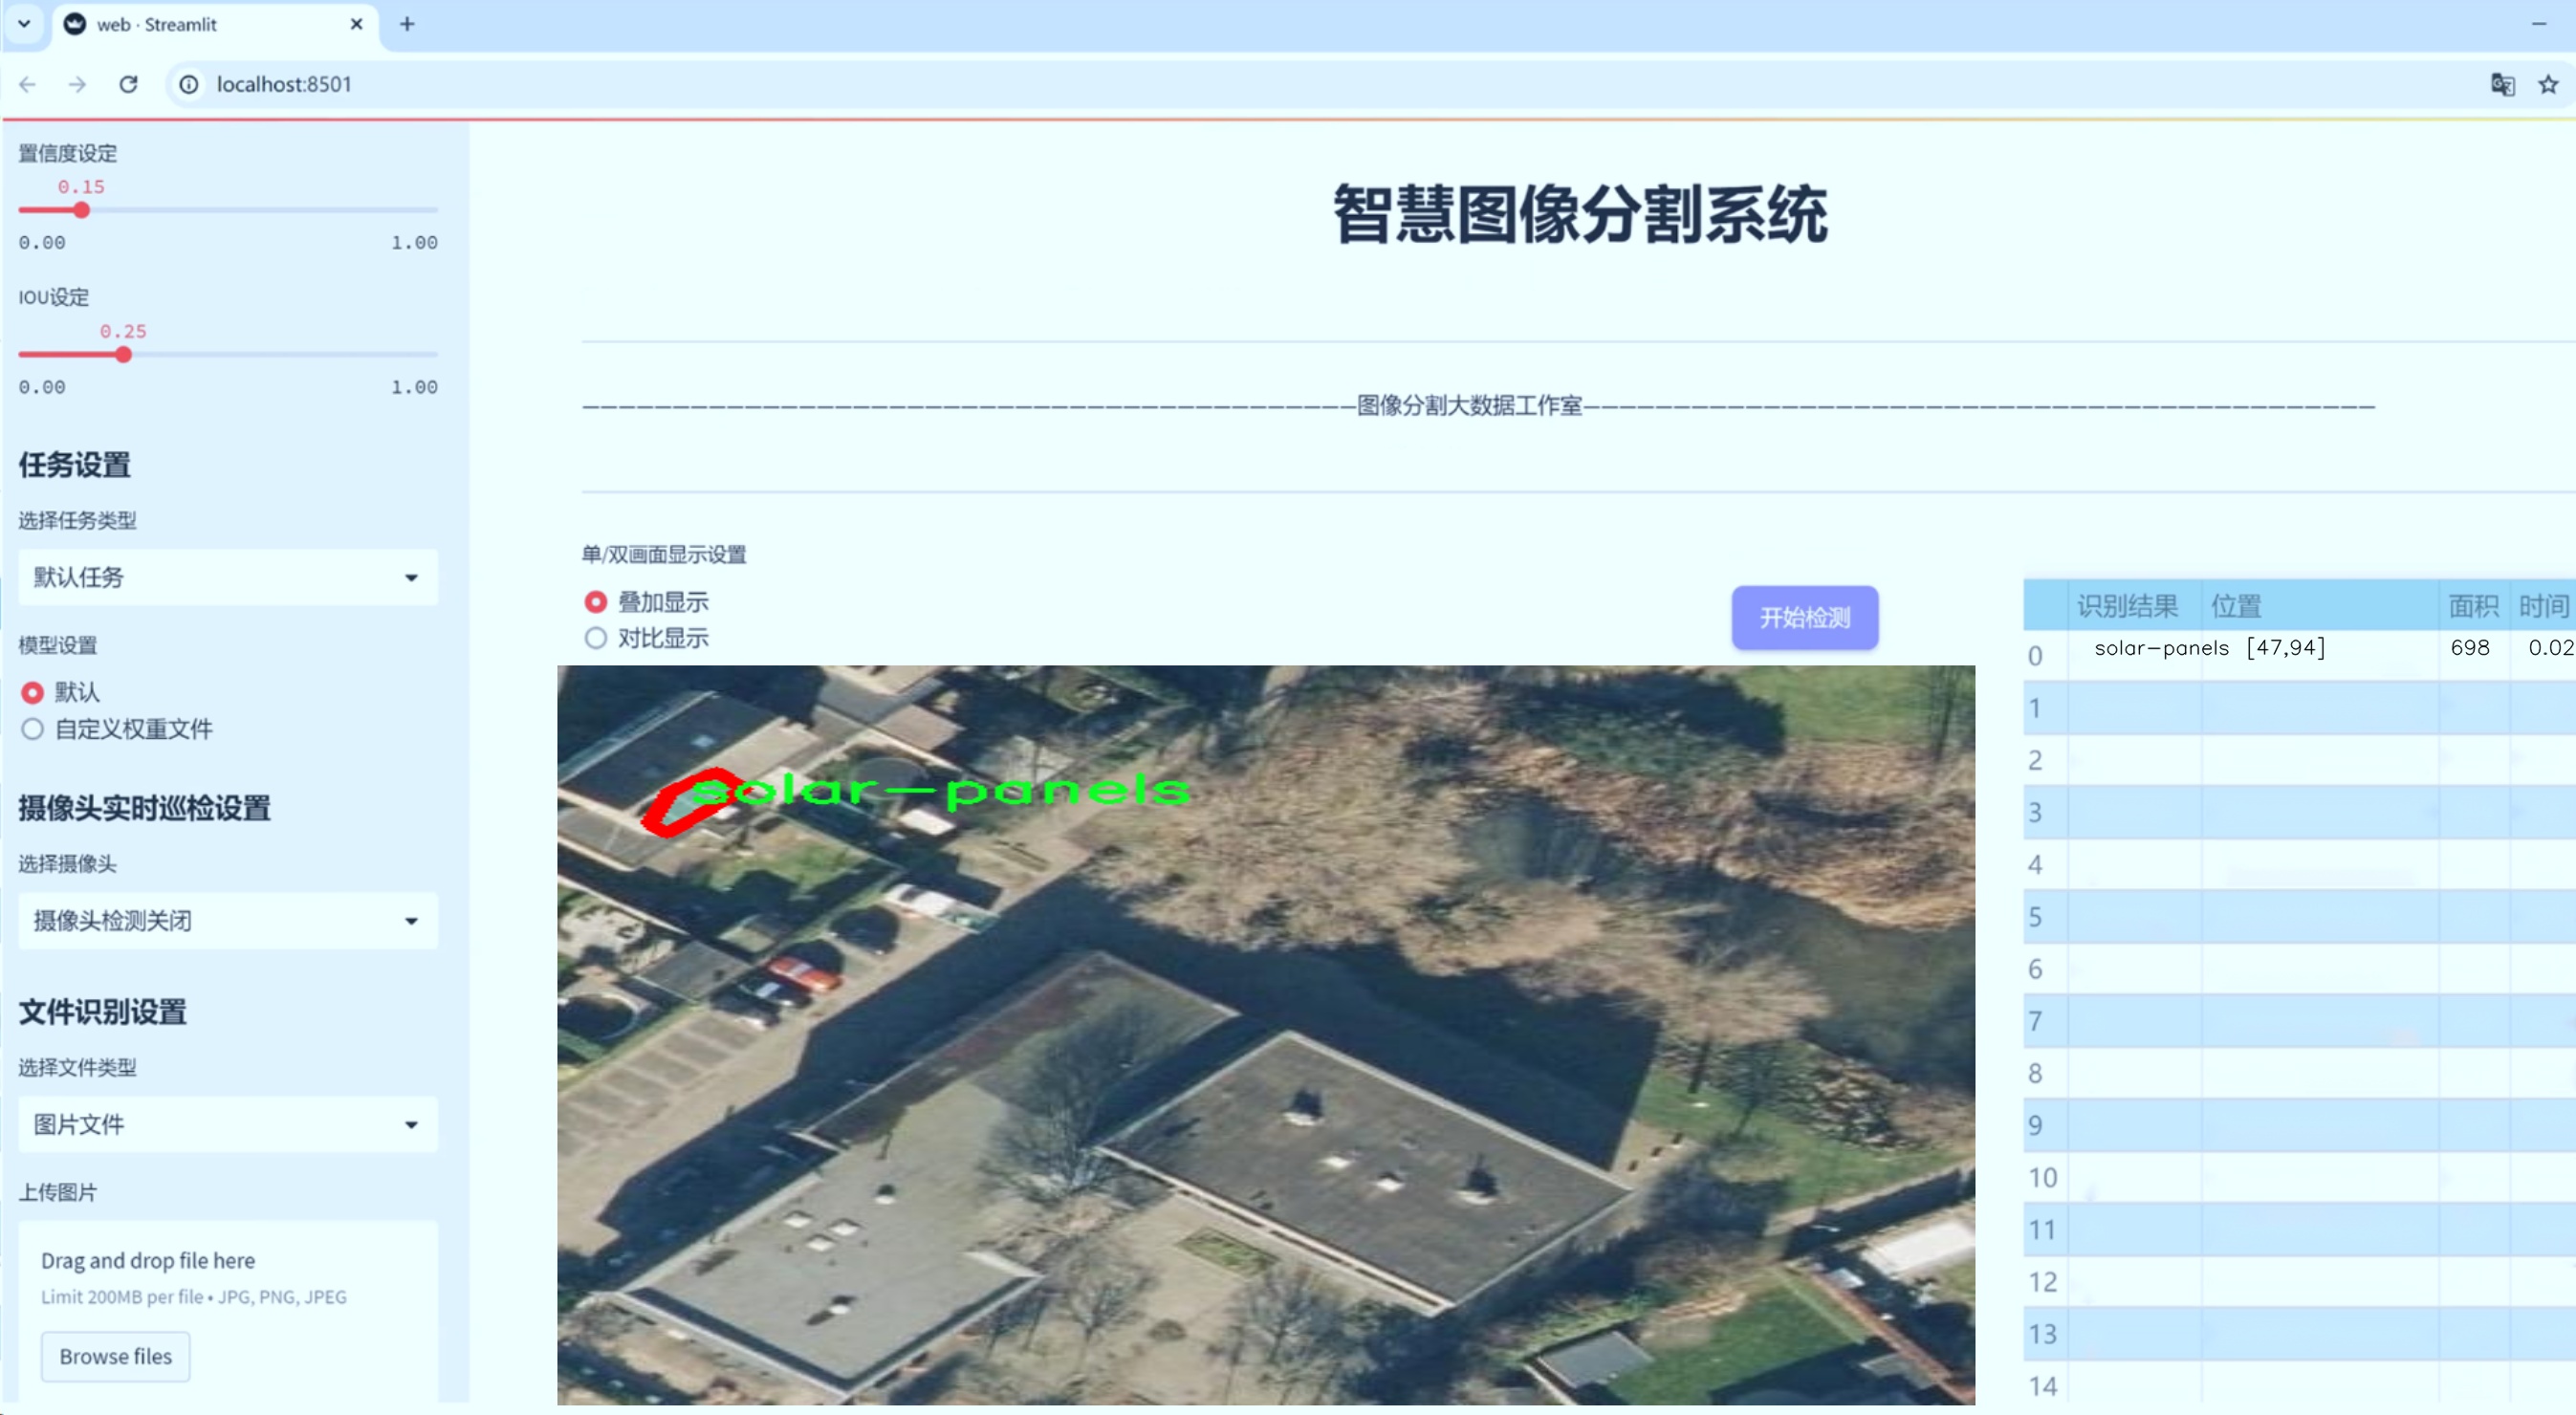 web · Streamlit
localhost:8501
置信度设定
0.15
0.00 1.00
IOU设定
0.25
0.00 1.00
任务设置
选择任务类型
默认任务
模型设置
默认
自定义权重文件
摄像头实时巡检设置
选择摄像头
摄像头检测关闭
文件识别设置
选择文件类型
图片文件
上传图片
Drag and drop file here
Limit 200MB per file • JPG, PNG, JPEG
Browse files
智慧图像分割系统
———————————————————————————————————————————图像分割大数据工作室————————————————————————————————————————————
单/双画面显示设置
叠加显示
对比显示
开始检测
solar-panels
识别结果 位置 面积 时间
0 solar-panels [47,94] 698 0.02
1
2
3
4
5
6
7
8
9
10
11
12
13
14